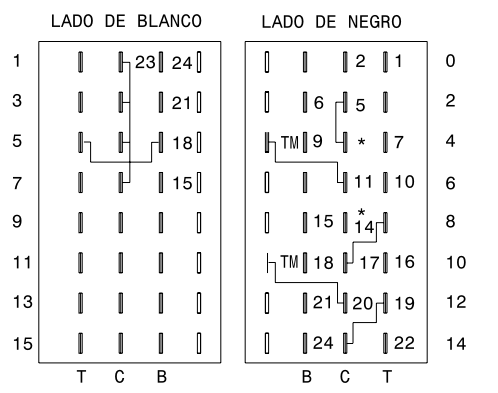 LADO DE BLANCO LADO DE NEGRO
1 23 24 2 1 0
3 21 6 5 2
5 18 TM 9 * 7 4
7 15 11 10 6
9 15 * 14 8
11 TM 18 17 16 10
13 21 20 19 12
15 24 22 14
T C B B C T